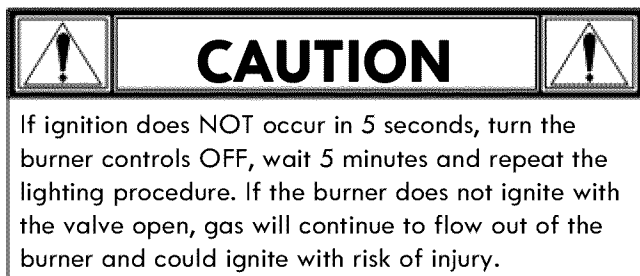 CAUTION
If ignition does NOT occur in 5 seconds, turn the
burner controls OFF, wait 5 minutes and repeat the
lighting procedure. If the burner does not ignite with
the valve open, gas will continue to flow out of the
burner and could ignite with risk of injury.